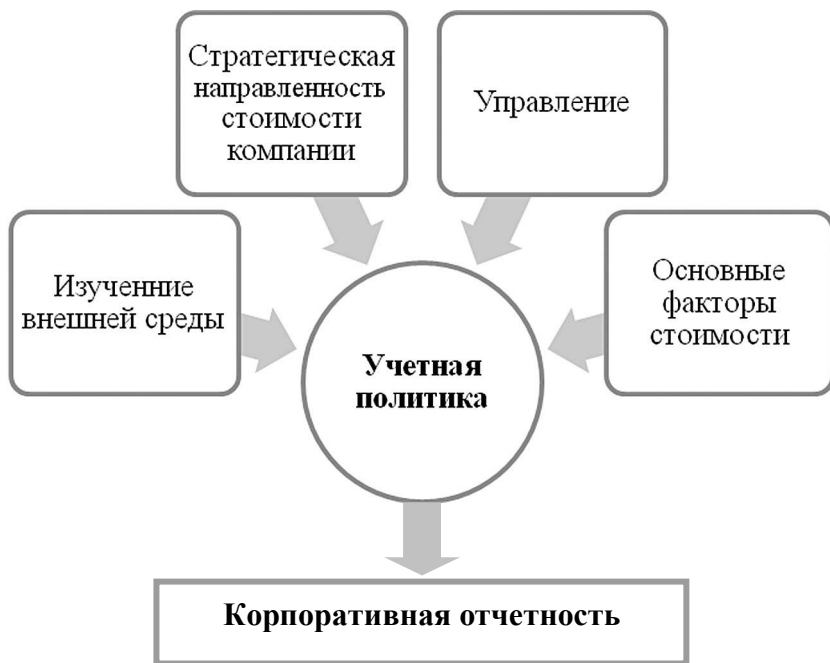 Стратегическая
направленность
стоимости
компании
Управление
Изученние
внешней среды
Основные
факторы
стоимости
Учетная
политика
Корпоративная отчетность